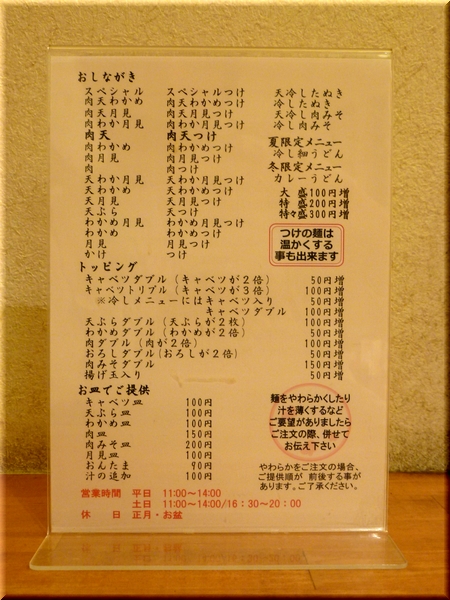 おしながき
スペシャル
肉天わかめ
肉天月見
肉わか月見
肉天
肉わかめ
肉月見
肉
天わか月見
天わかめ
天月見
天ぷら
わかめ月見
わかめ
月見
かけ
スペシャルつけ
肉天わかめつけ
肉天月見つけ
肉わか月見つけ
肉天つけ
肉わかめつけ
肉月見つけ
肉つけ
天わか月見つけ
天わかめつけ
天月見つけ
天つけ
わかめ月見つけ
わかめつけ
月見つけ
つけ
天冷したぬき
冷したぬき
天冷し肉みそ
冷し肉みそ
夏限定メニュー
冷し細うどん
冬限定メニュー
カレーうどん
大盛100円増
特盛200円増
特々盛300円増
つけの麺は
温かくする
事も出来ます
トッピング
キャベツダブル(キャベツが2倍) 50円増
キャベツトリプル(キャベツが3倍) 100円増
※冷しメニューにはキャベツ入り 50円増
キャベツダブル 100円増
天ぷらダブル(天ぷらが2枚) 100円増
わかめダブル(わかめが2倍) 50円増
肉ダブル(肉が2倍) 100円増
おろしダブル(おろしが2倍) 50円増
肉みそダブル 150円増
揚げ玉入り 50円増
お皿でご提供
キャベツ皿 100円
天ぷら皿 100円
わかめ皿 100円
肉皿 150円
肉みそ皿 200円
月見皿 100円
おんたま 90円
汁の追加 100円
麺をやわらかくしたり
汁を薄くするなど
ご要望がありましたら
ご注文の際、併せて
お伝え下さい
やわらかをご注文の場合、
ご提供順が 前後する事が
あります。ご了承ください。
営業時間 平日 11:00~14:00
土日 11:00~14:00/16:30~20:00
休日 正月・お盆